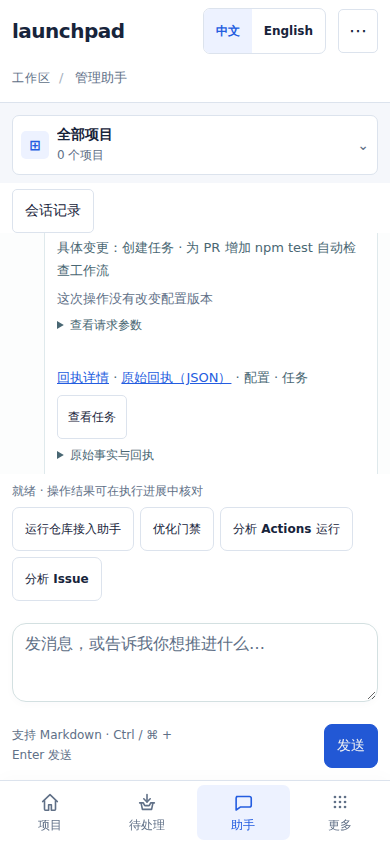 launchpad
中文 English ···
工作区 / 管理助手
全部项目
0 个项目
会话记录
具体变更：创建任务 · 为 PR 增加 npm test 自动检
查工作流
这次操作没有改变配置版本
▶ 查看请求参数
回执详情 · 原始回执（JSON） · 配置 · 任务
查看任务
▶ 原始事实与回执
就绪 · 操作结果可在执行进展中核对
运行仓库接入助手 优化门禁 分析 Actions 运行
分析 Issue
发消息，或告诉我你想推进什么...
支持 Markdown · Ctrl / ⌘ +
Enter 发送
发送
项目 待处理 助手 更多